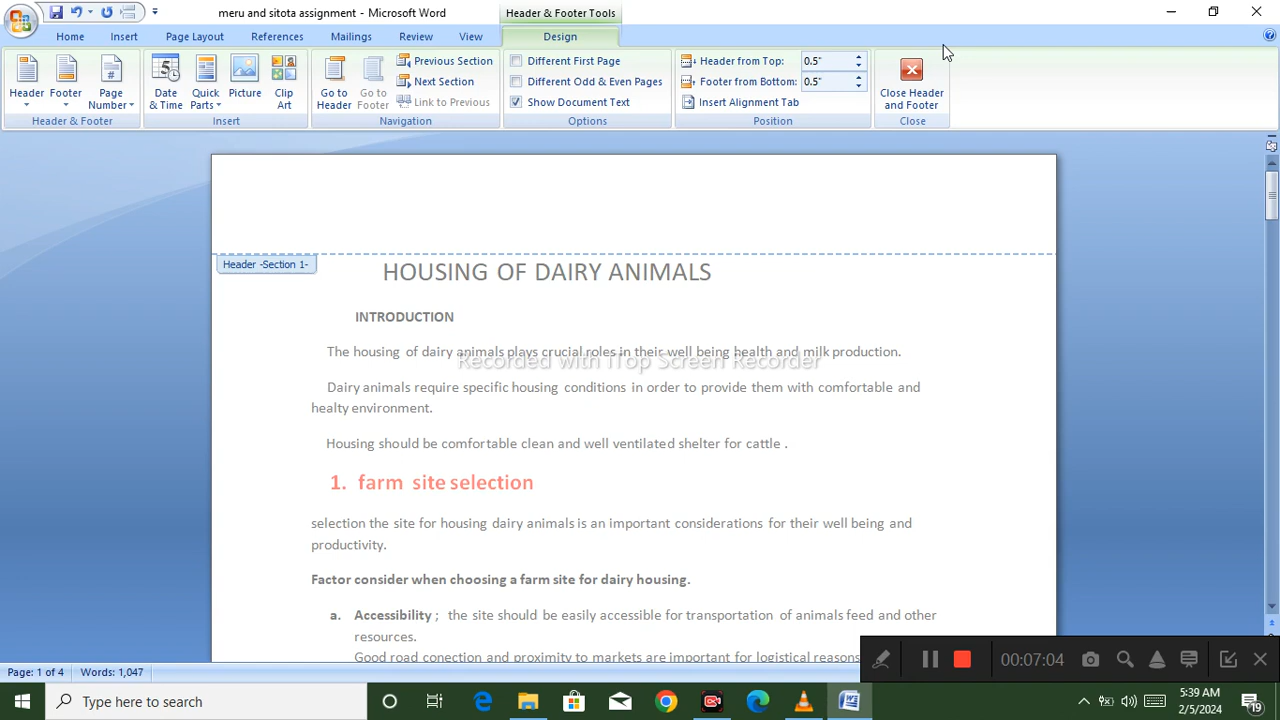 meru and sitota assignment - Microsoft Word
Header & Footer Tools
Home Insert Page Layout References Mailings Review View Design
Header Footer Page Number
Date & Time Quick Parts Picture Clip Art
Go to Header Go to Footer
Previous Section
Next Section
Link to Previous
Different First Page
Different Odd & Even Pages
Show Document Text
Header from Top: 0.5"
Footer from Bottom: 0.5"
Insert Alignment Tab
Close Header and Footer
Header & Footer Insert Navigation Options Position Close
Header -Section 1-
HOUSING OF DAIRY ANIMALS
INTRODUCTION
The housing of dairy animals plays crucial roles in their well being health and milk production.
Recorded with iTop Screen Recorder
Dairy animals require specific housing conditions in order to provide them with comfortable and
healty environment.
Housing should be comfortable clean and well ventilated shelter for cattle .
1. farm site selection
selection the site for housing dairy animals is an important considerations for their well being and
productivity.
Factor consider when choosing a farm site for dairy housing.
a. Accessibility ; the site should be easily accessible for transportation of animals feed and other
resources.
Good road conection and proximity to markets are important for logistical reasons
00:07:04
Page: 1 of 4 Words: 1,047
Type here to search
5:39 AM
2/5/2024
19